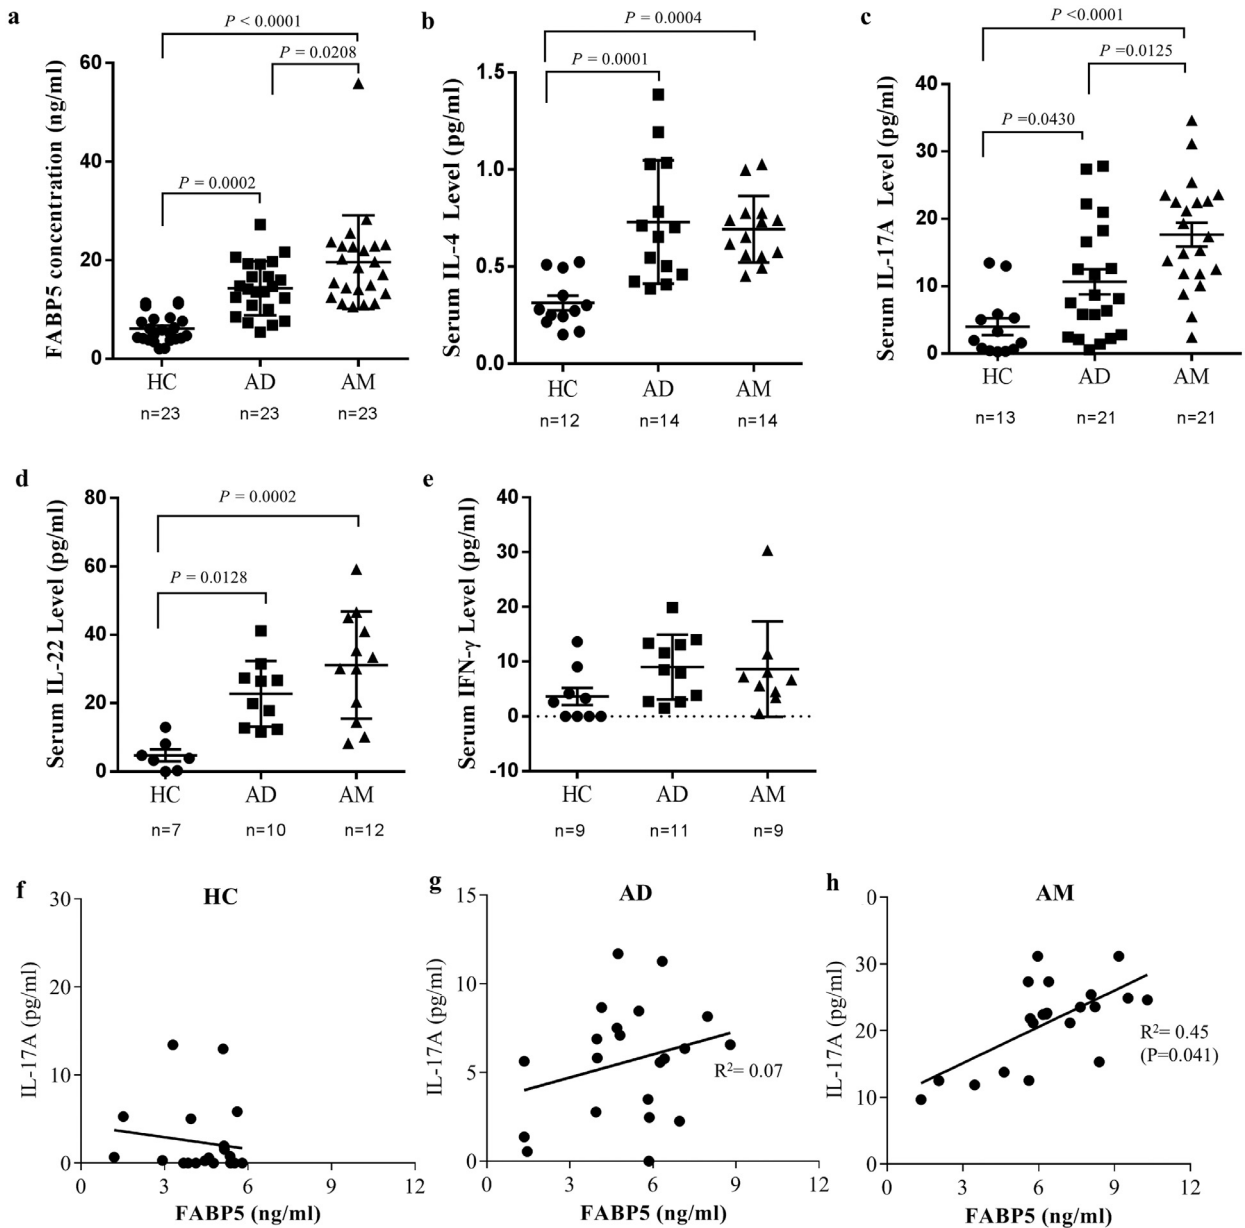 a
P < 0.0001
P = 0.0208
P = 0.0002
FABP5 concentration (ng/ml)
60
40
20
0
HC AD AM
n=23 n=23 n=23
b
P = 0.0004
P = 0.0001
Serum IL-4 Level (pg/ml)
1.5
1.0
0.5
0.0
HC AD AM
n=12 n=14 n=14
c
P <0.0001
P =0.0125
P =0.0430
Serum IL-17A Level (pg/ml)
40
30
20
10
0
HC AD AM
n=13 n=21 n=21
d
P = 0.0002
P = 0.0128
Serum IL-22 Level (pg/ml)
80
60
40
20
0
HC AD AM
n=7 n=10 n=12
e
Serum IFN-γ Level (pg/ml)
40
30
20
10
0
-10
HC AD AM
n=9 n=11 n=9
f
HC
IL-17A (pg/ml)
30
20
10
0
0 3 6 9 12
FABP5 (ng/ml)
g
AD
IL-17A (pg/ml)
15
10
5
0
R²= 0.07
0 3 6 9 12
FABP5 (ng/ml)
h
AM
IL-17A (pg/ml)
0
30
20
10
0
R²= 0.45
(P=0.041)
0 3 6 9 12
FABP5 (ng/ml)